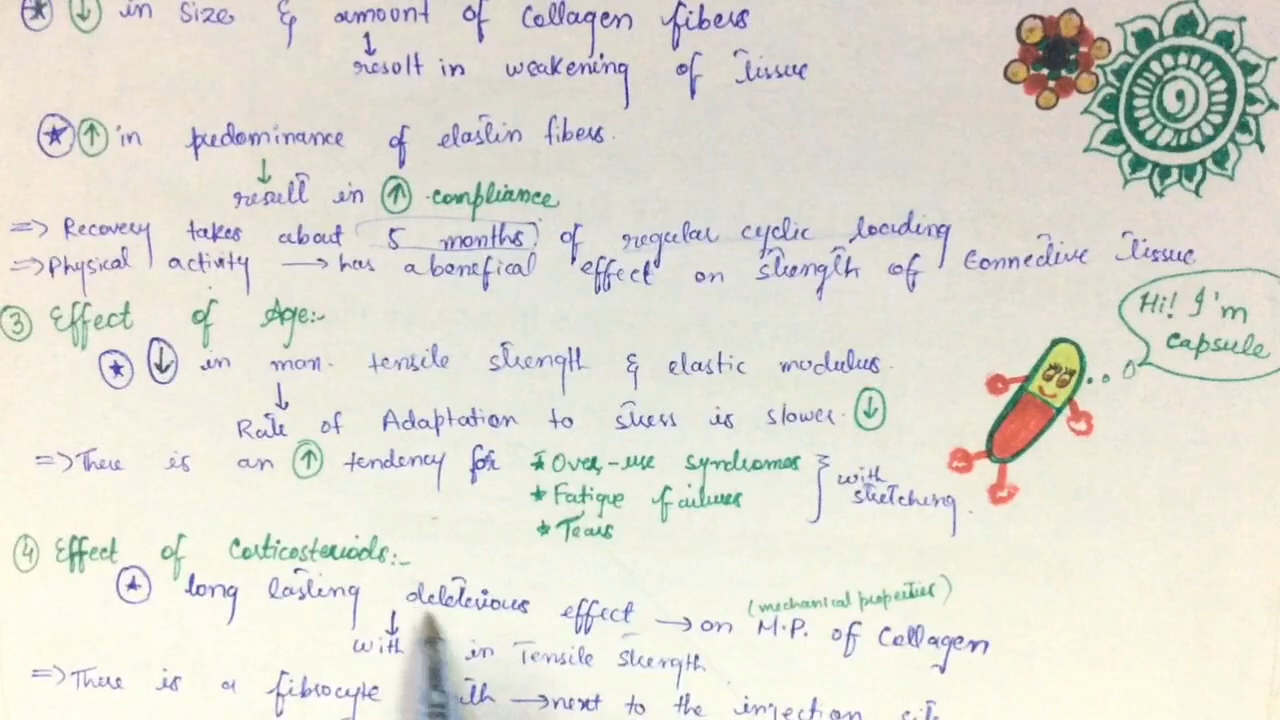 ↓ in size & amount of collagen fibers
↓
result in weakening of tissue
↑ in predominance of elastin fibers.
↓
result in ↑ compliance
=> Recovery takes about 5 months of regular cyclic loading
=> Physical activity → has a benefical effect on strength of connective tissue
Hi! I'm
capsule
③ Effect of Age:-
↓ in max. tensile strength & elastic modulus.
↓
Rate of Adaptation to stress is slower. ↓
=> There is an ↑ tendency for * Over-use syndromes
* Fatigue failures
* Tears
with
stretching.
④ Effect of Corticosteriods:-
long lasting deleterious effect → on M.P. of Collagen
(mechanical properties)
↓
with in Tensile strength
=> There is a fibrocyte → next to the injection